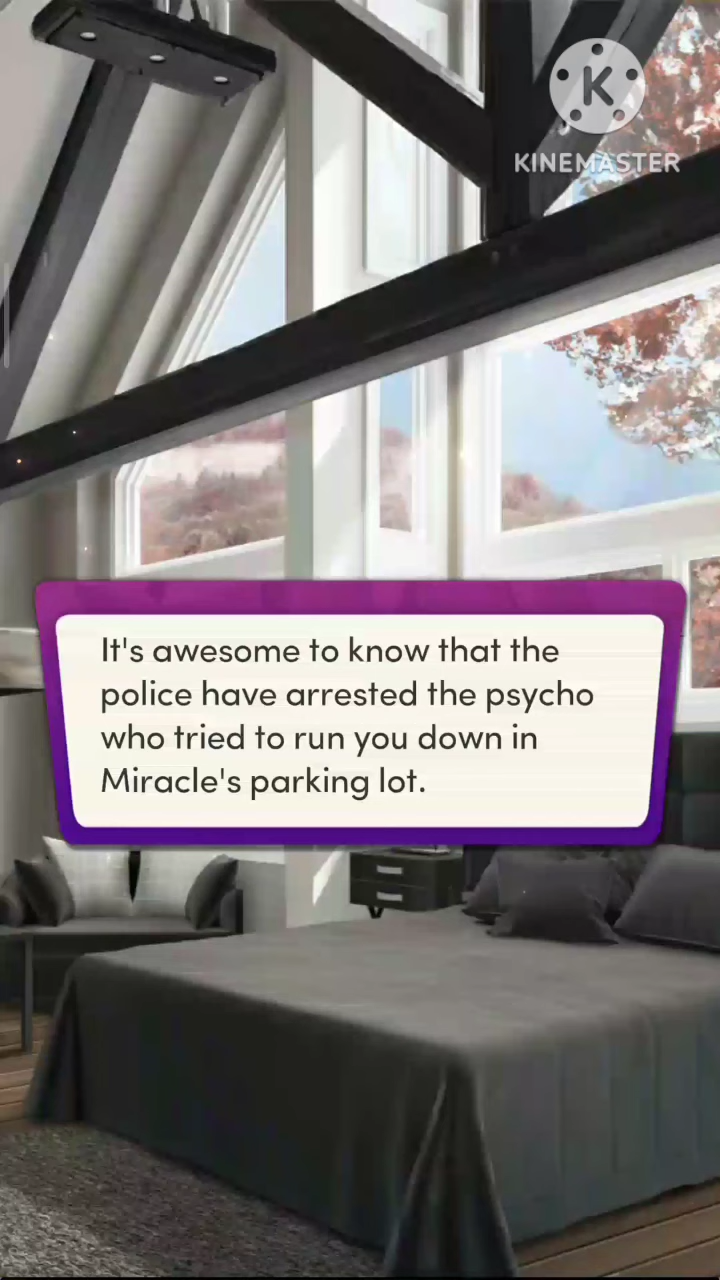 K
KINEMASTER
It's awesome to know that the
police have arrested the psycho
who tried to run you down in
Miracle's parking lot.